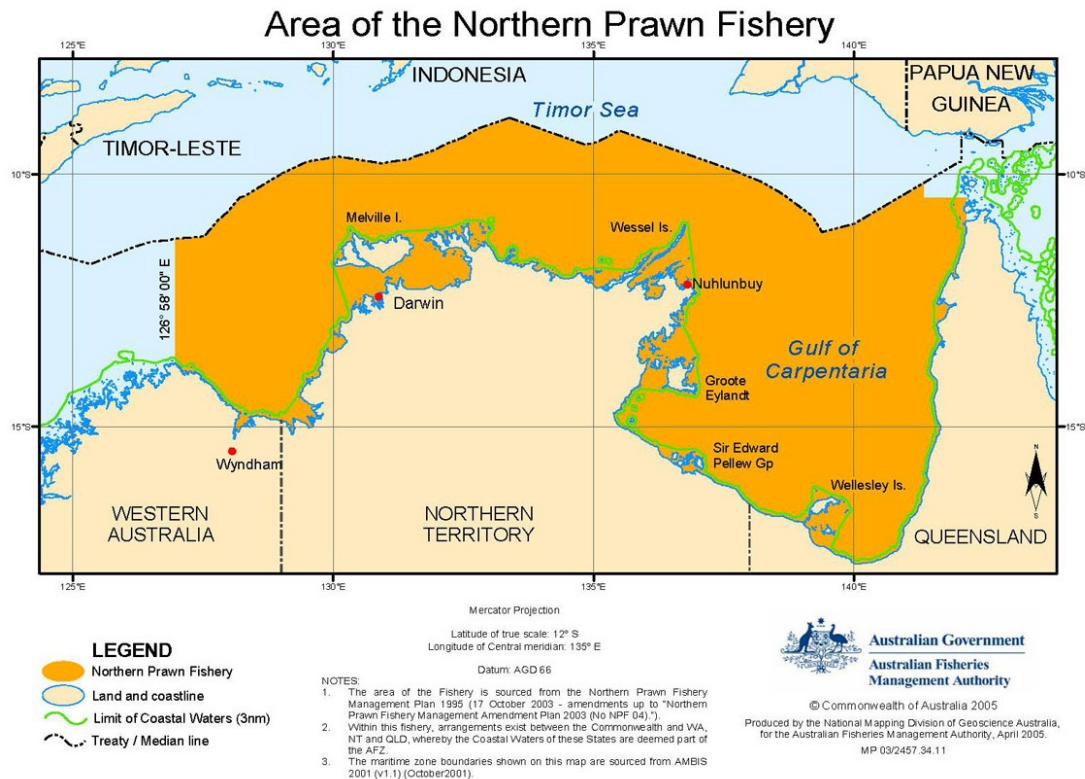 Area of the Northern Prawn Fishery
125°E 130°E 135°E 140°E
INDONESIA
PAPUA NEW
GUINEA
Timor Sea
TIMOR-LESTE
10°S 10°S
Melville I.
Wessel Is.
126° 58' 00" E
Nuhlunbuy
Darwin
Gulf of
Carpentaria
Groote
Eylandt
15°S 15°S
Wyndham
Sir Edward
Pellew Gp
Wellesley Is.
N
S
WESTERN
AUSTRALIA
NORTHERN
TERRITORY
QUEENSLAND
125°E 130°E 135°E 140°E
Mercator Projection
Latitude of true scale: 12° S
Longitude of Central meridian: 135° E
Datum: AGD 66
LEGEND
Northern Prawn Fishery
Land and coastline
Limit of Coastal Waters (3nm)
Treaty / Median line
NOTES:
1. The area of the Fishery is sourced from the Northern Prawn Fishery
Management Plan 1995 (17 October 2003 - amendments up to "Northern
Prawn Fishery Management Amendment Plan 2003 (No NPF 04).").
2. Within this fishery, arrangements exist between the Commonwealth and WA,
NT and QLD, whereby the Coastal Waters of these States are deemed part of
the AFZ.
3. The maritime zone boundaries shown on this map are sourced from AMBIS
2001 (v1.1) (October2001).
Australian Government
Australian Fisheries
Management Authority
© Commonwealth of Australia 2005
Produced by the National Mapping Division of Geoscience Australia,
for the Australian Fisheries Management Authority, April 2005.
MP 03/2457.34.11